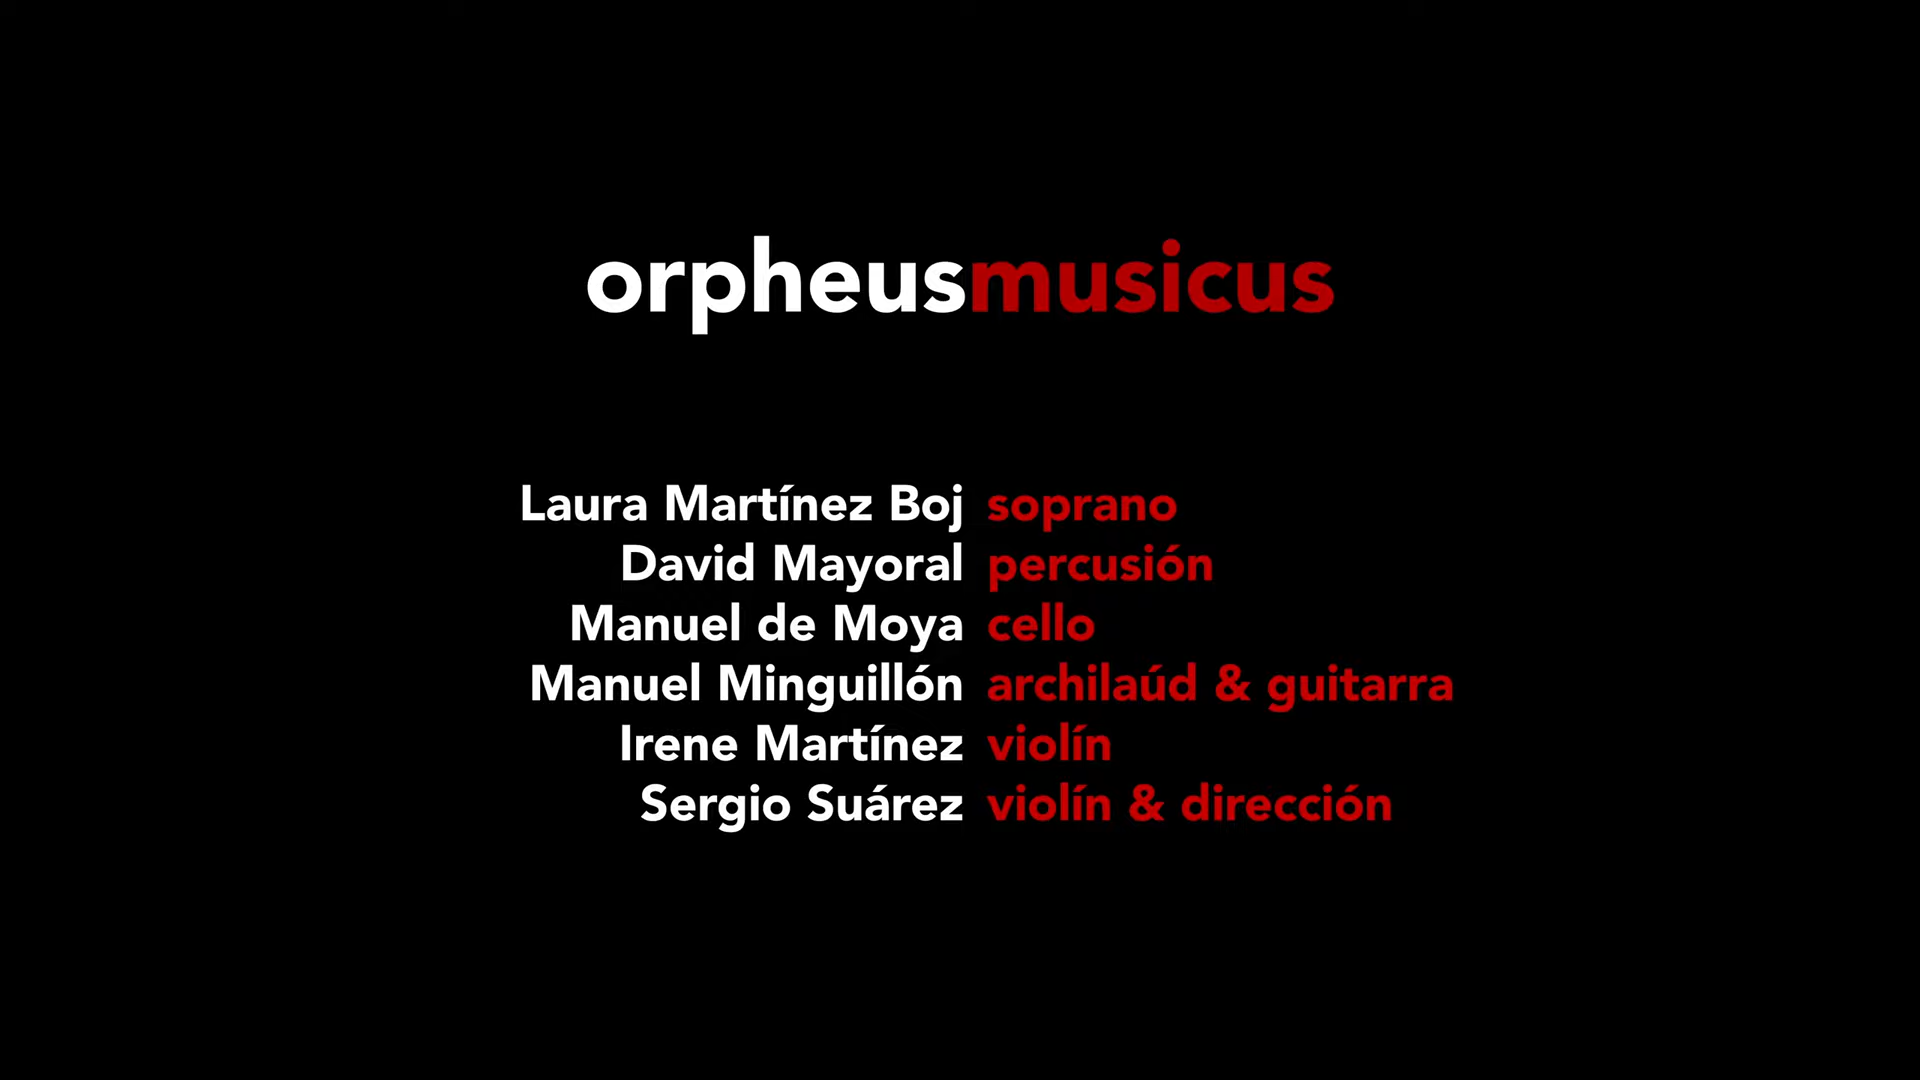 orpheusmusicus
Laura Martínez Boj soprano
David Mayoral percusión
Manuel de Moya cello
Manuel Minguillón archilaúd & guitarra
Irene Martínez violín
Sergio Suárez violín & dirección